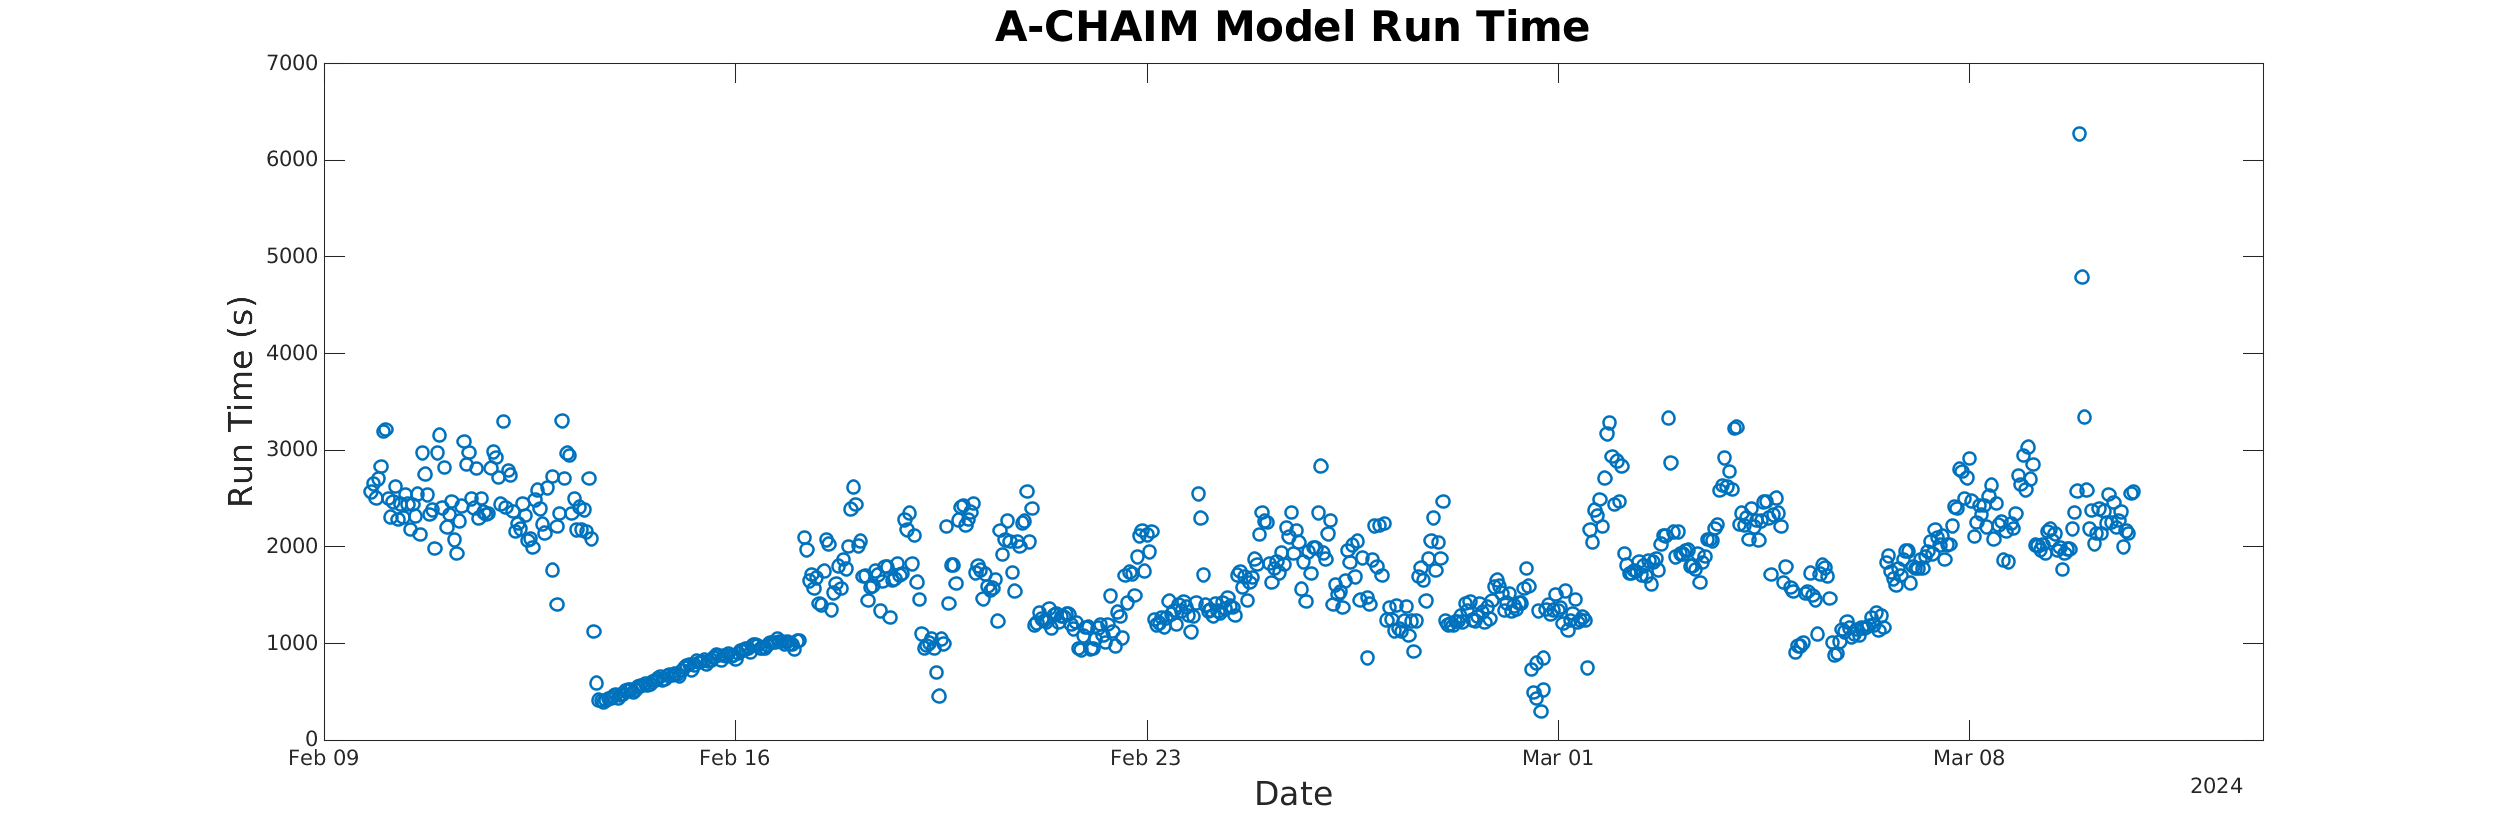 A-CHAIM Model Run Time
7000
6000
5000
4000
3000
2000
1000
0
Run Time (s)
Feb 09
Feb 16
Feb 23
Mar 01
Mar 08
2024
Date